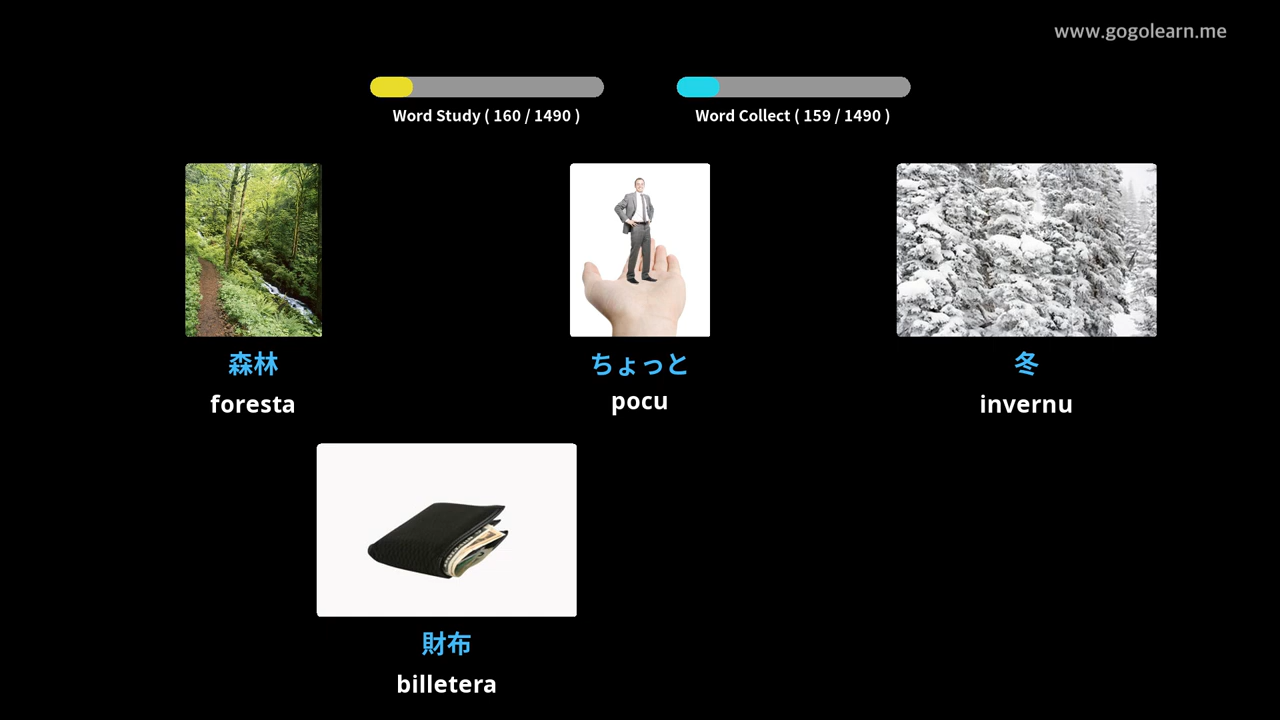 www.gogolearn.me
Word Study ( 160 / 1490 )
Word Collect ( 159 / 1490 )
森林
foresta
ちょっと
pocu
冬
invernu
財布
billetera